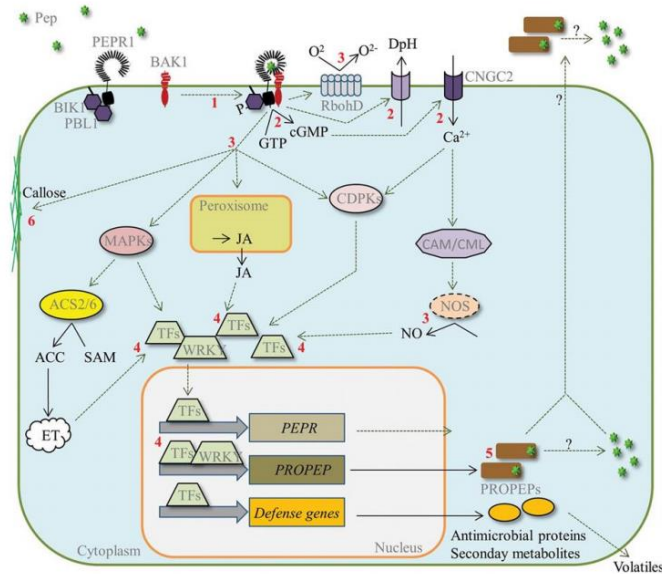 Pep
PEPR1
BAK1
BIK1
PBL1
1
P
2
GTP
cGMP
O²
3
O²⁻
RbohD
DpH
2
CNGC2
2
Ca²⁺
?
?
3
Callose
6
MAPKs
Peroxisome
JA
JA
CDPKs
CAM/CML
NOS
3
NO
ACS2/6
ACC
SAM
ET
4
TFs
WRKY
4
TFs
TFs
4
TFs
PEPR
4
TFs
WRKY
PROPEP
TFs
Defense genes
5
PROPEPs
?
Antimicrobial proteins
Seconday metabolites
Volatiles
Cytoplasm
Nucleus